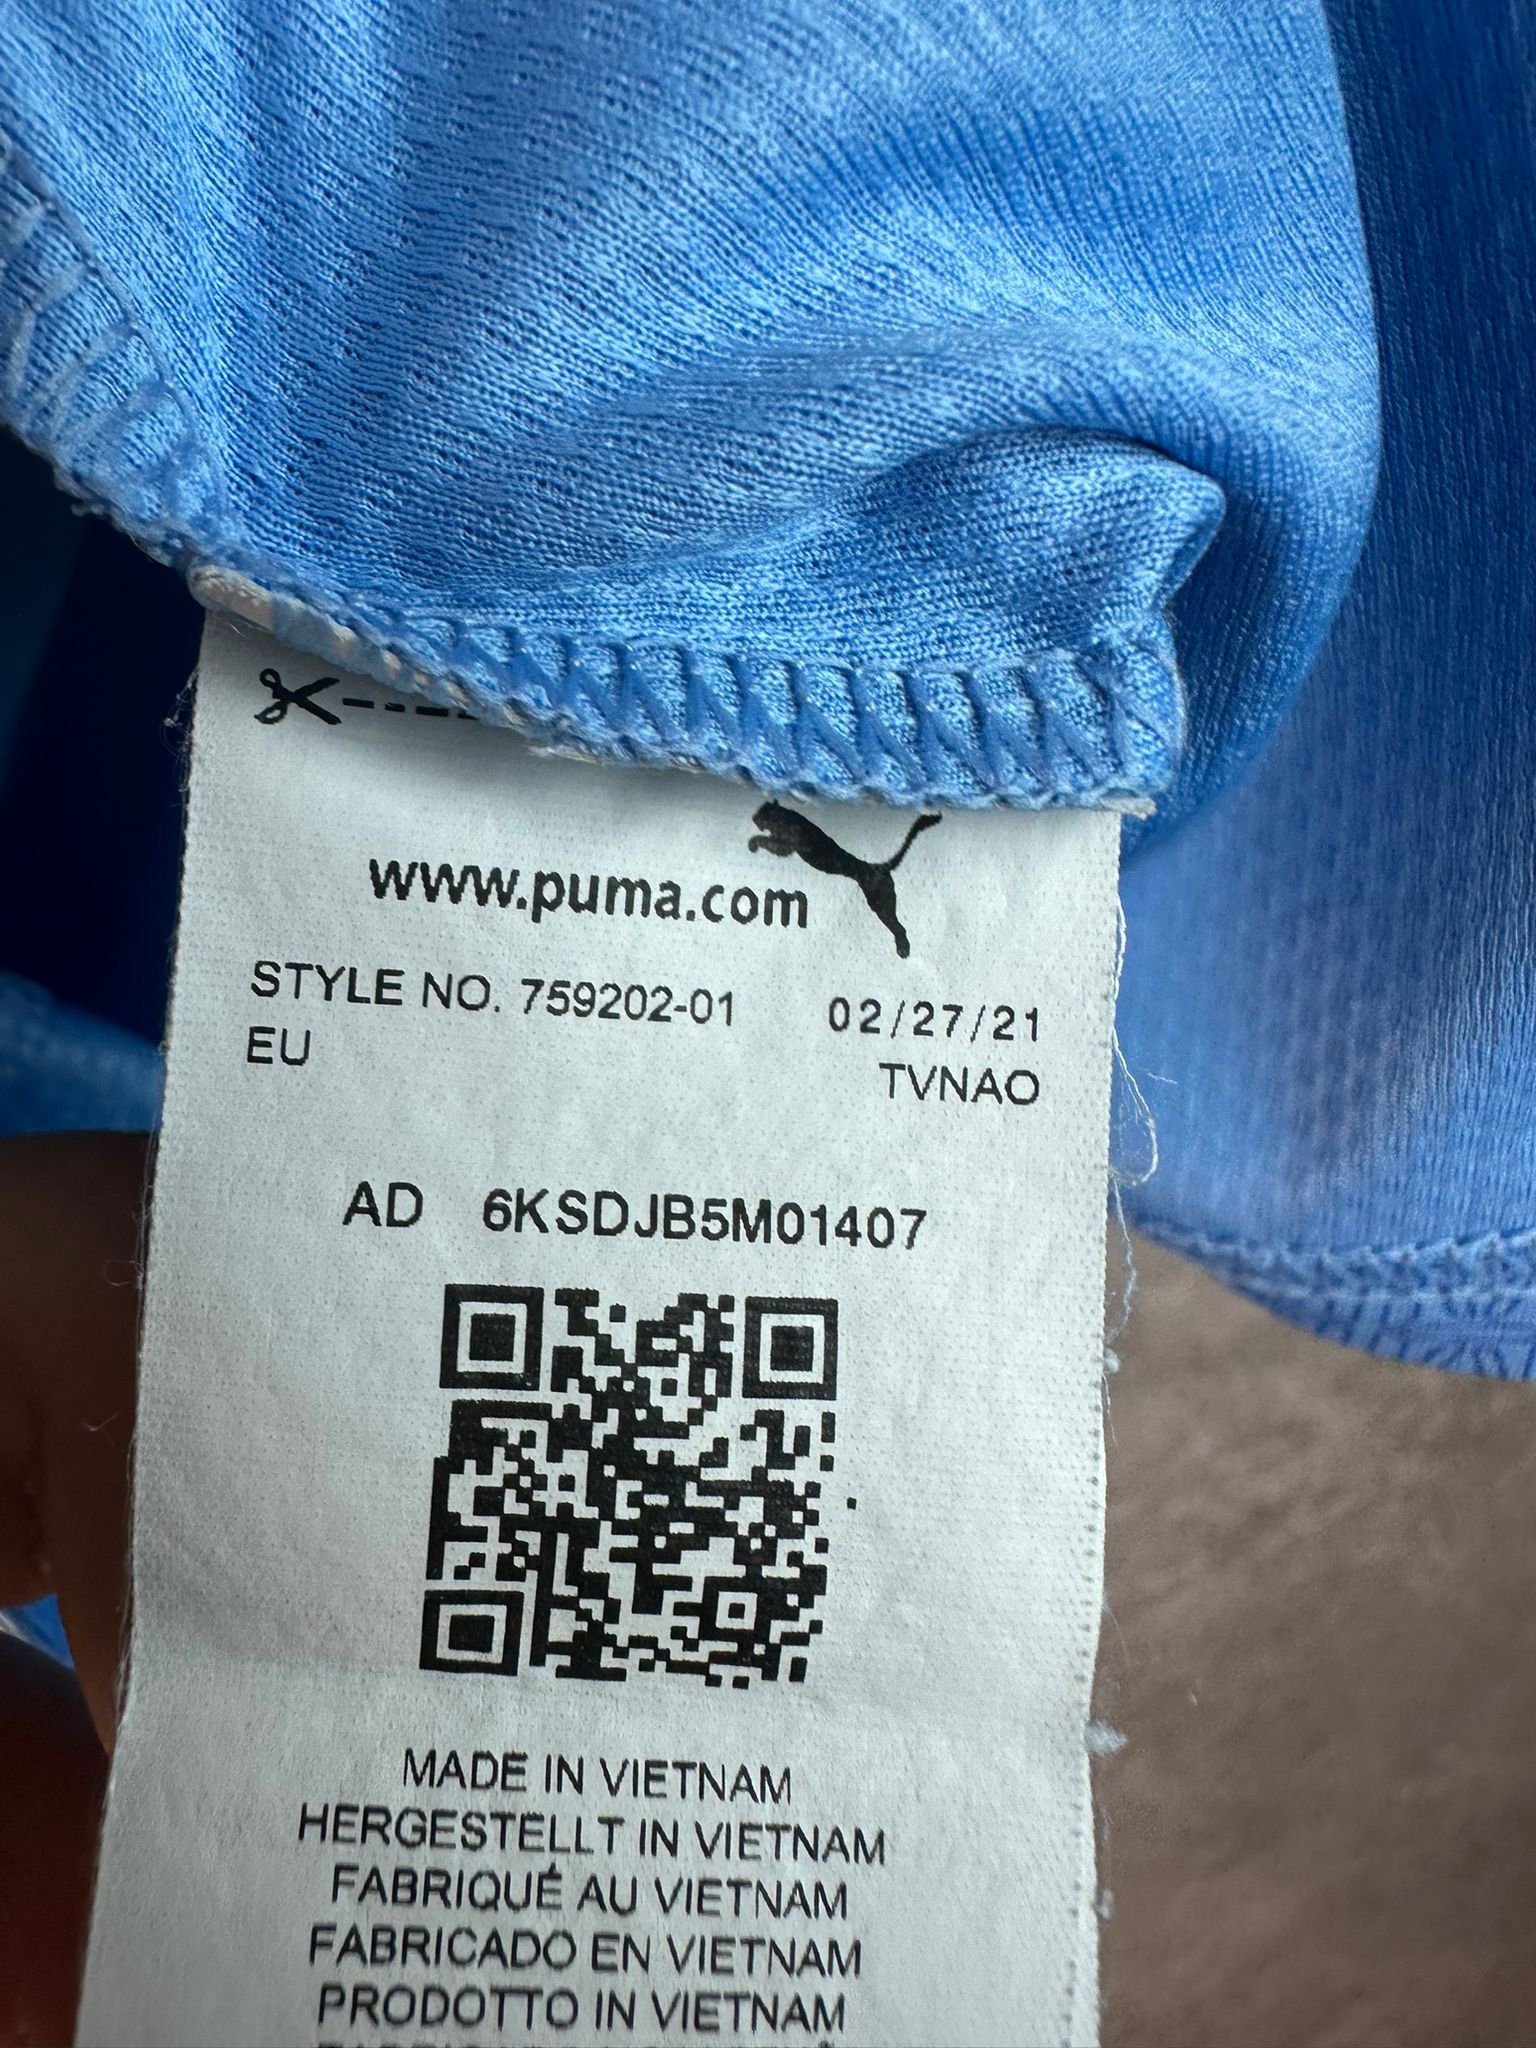 www.puma.com
STYLE NO. 759202-01 02/27/21
EU TVNAO
AD 6KSDJB5M01407
MADE IN VIETNAM
HERGESTELLT IN VIETNAM
FABRIQUÉ AU VIETNAM
FABRICADO EN VIETNAM
PRODOTTO IN VIETNAM